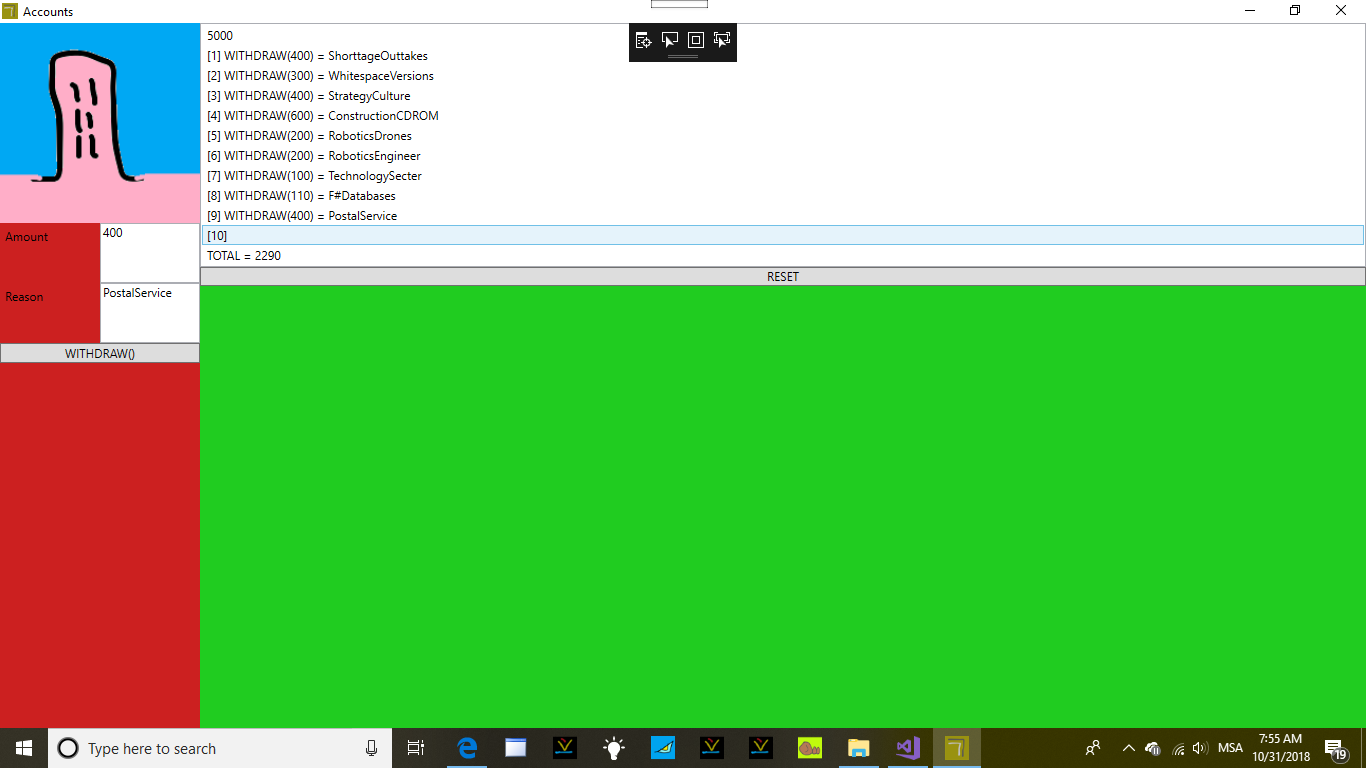 Accounts
5000
[1] WITHDRAW(400) = ShorttageOuttakes
[2] WITHDRAW(300) = WhitespaceVersions
[3] WITHDRAW(400) = StrategyCulture
[4] WITHDRAW(600) = ConstructionCDROM
[5] WITHDRAW(200) = RoboticsDrones
[6] WITHDRAW(200) = RoboticsEngineer
[7] WITHDRAW(100) = TechnologySecter
[8] WITHDRAW(110) = F#Databases
[9] WITHDRAW(400) = PostalService
[10]
TOTAL = 2290
RESET
Amount
400
Reason
PostalService
WITHDRAW()
Type here to search
MSA
7:55 AM
10/31/2018
19